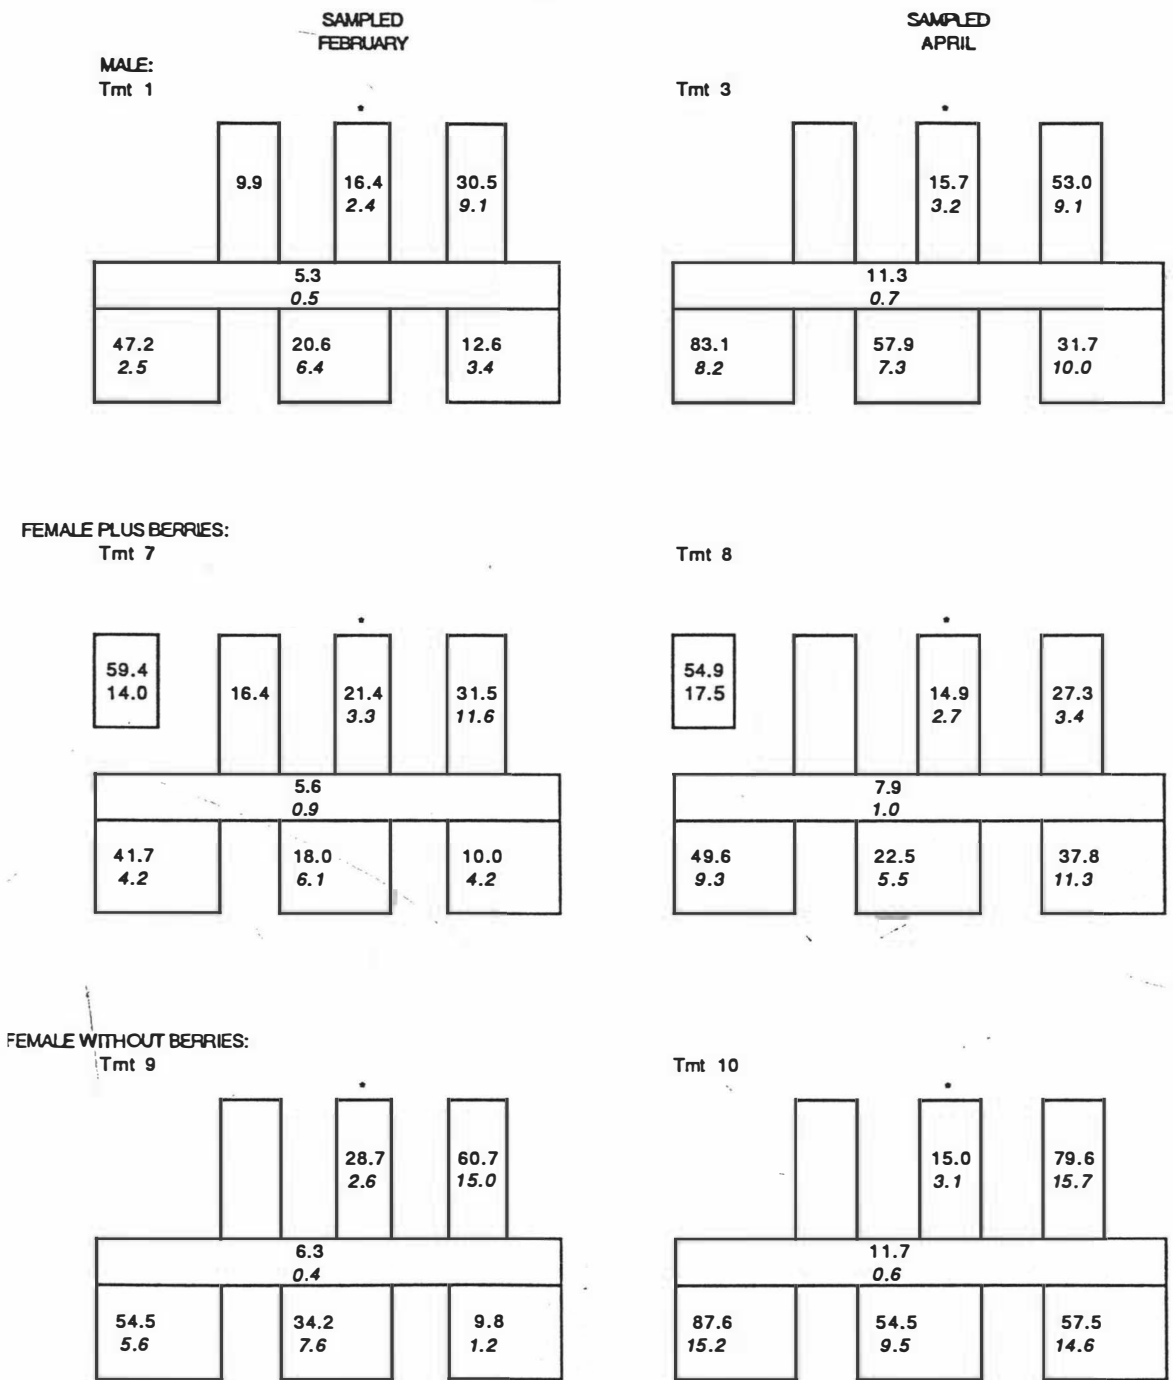 SAMPLED
FEBRUARY
SAMPLED
APRIL
MALE:
Tmt 1
Tmt 3
* *
9.9 16.4 30.5 15.7 53.0
2.4 9.1 3.2 9.1
5.3 11.3
0.5 0.7
47.2 20.6 12.6 83.1 57.9 31.7
2.5 6.4 3.4 8.2 7.3 10.0
FEMALE PLUS BERRIES:
Tmt 7
Tmt 8
* *
59.4 54.9
14.0 16.4 21.4 31.5 17.5 14.9 27.3
3.3 11.6 2.7 3.4
5.6 7.9
0.9 1.0
41.7 18.0 10.0 49.6 22.5 37.8
4.2 6.1 4.2 9.3 5.5 11.3
FEMALE WITHOUT BERRIES:
Tmt 9
Tmt 10
* *
28.7 60.7 15.0 79.6
2.6 15.0 3.1 15.7
6.3 11.7
0.4 0.6
54.5 34.2 9.8 87.6 54.5 57.5
5.6 7.6 1.2 15.2 9.5 14.6